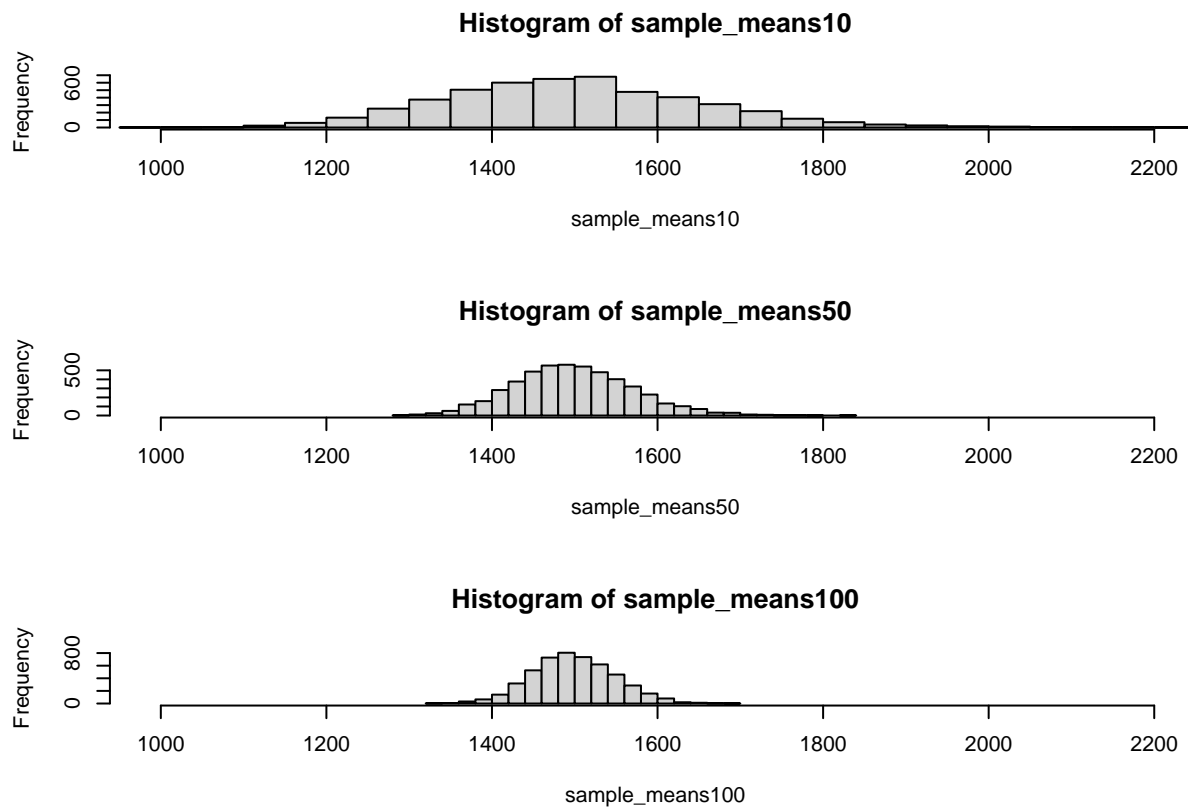 Histogram of sample_means10
Frequency
600
0
1000 1200 1400 1600 1800 2000 2200
sample_means10
Histogram of sample_means50
Frequency
500
0
1000 1200 1400 1600 1800 2000 2200
sample_means50
Histogram of sample_means100
Frequency
800
0
1000 1200 1400 1600 1800 2000 2200
sample_means100